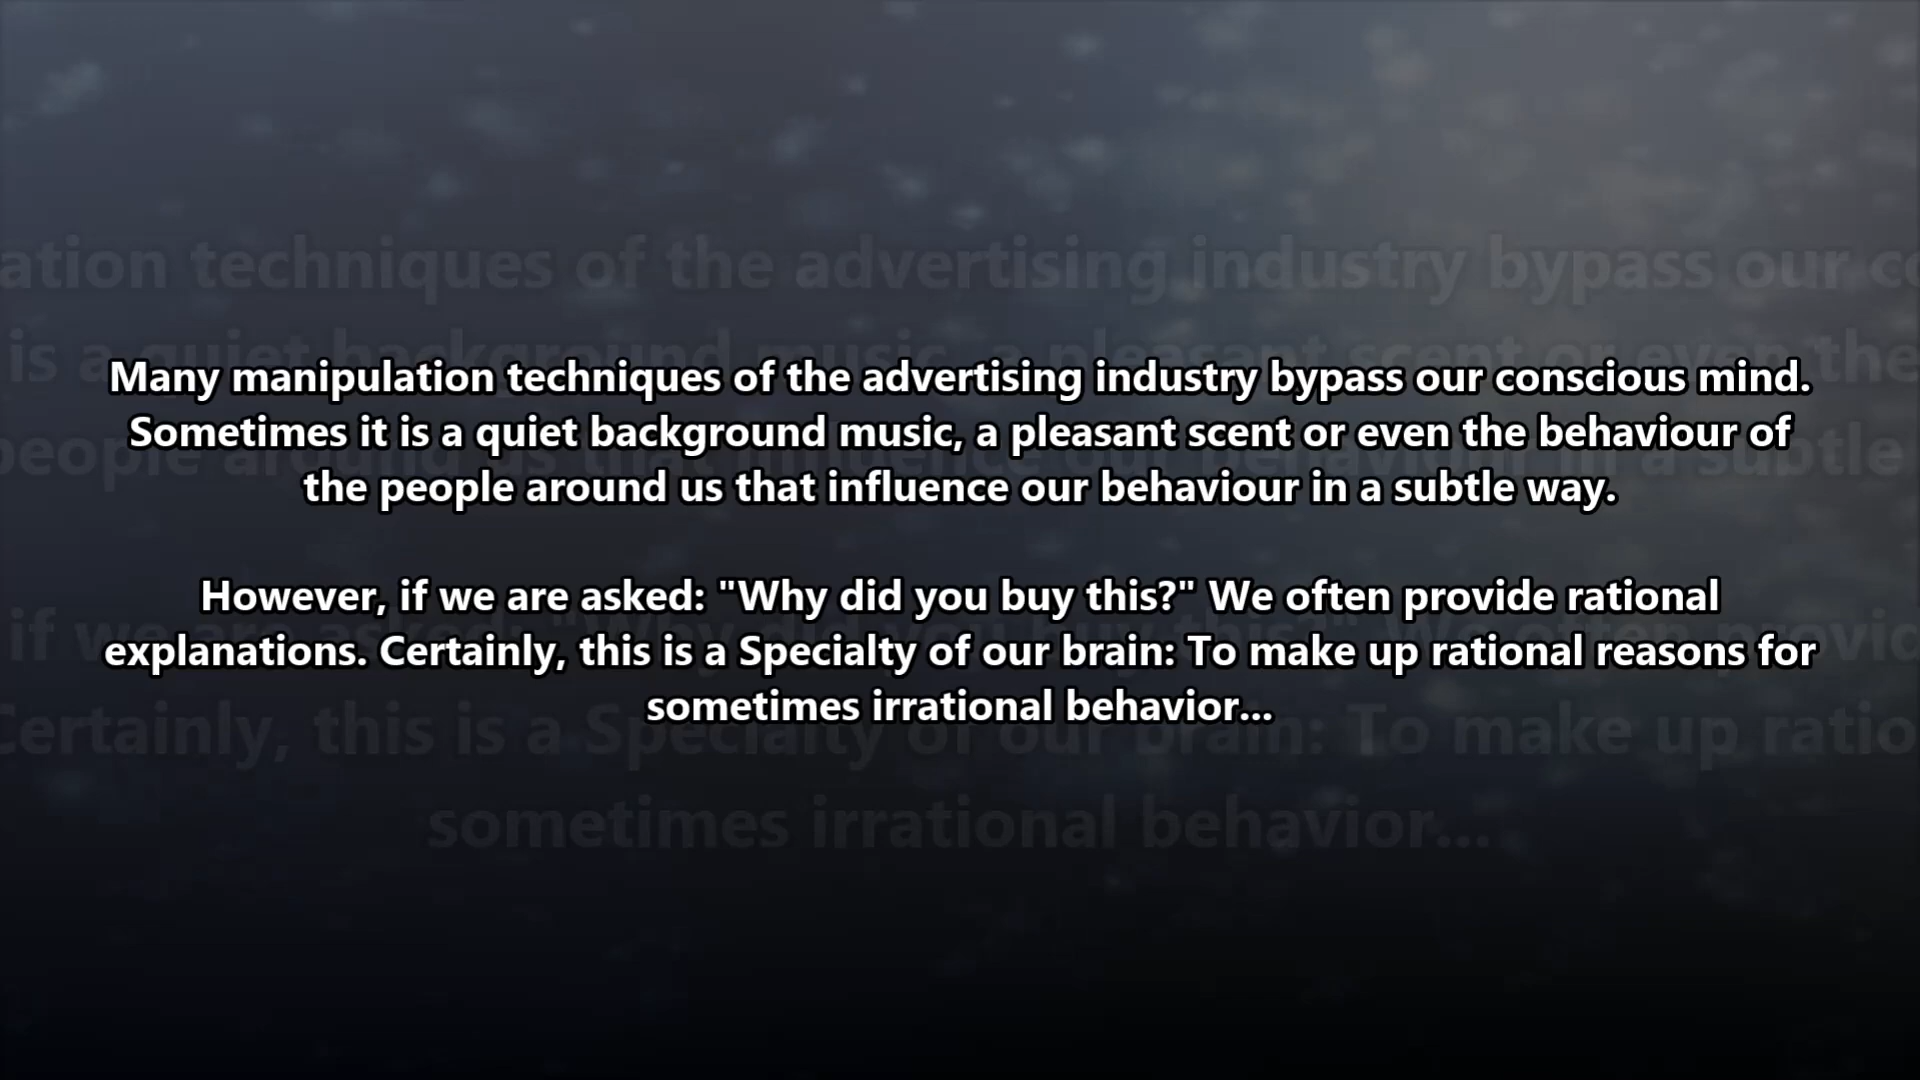 Many manipulation techniques of the advertising industry bypass our conscious mind.
Sometimes it is a quiet background music, a pleasant scent or even the behaviour of
the people around us that influence our behaviour in a subtle way.
However, if we are asked: "Why did you buy this?" We often provide rational
explanations. Certainly, this is a Specialty of our brain: To make up rational reasons for
sometimes irrational behavior...